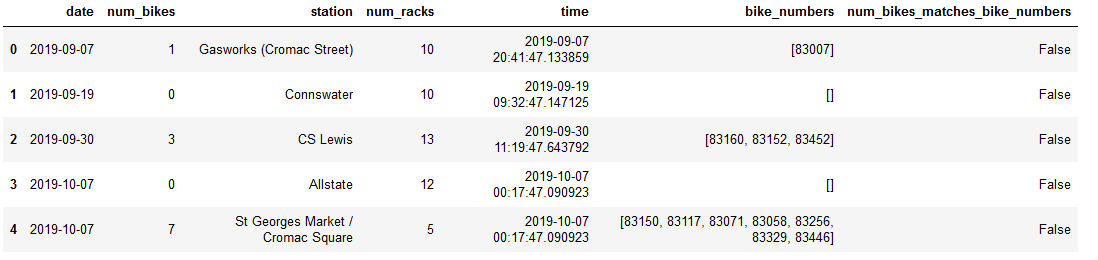 date num_bikes station num_racks time bike_numbers num_bikes_matches_bike_numbers
0 2019-09-07 1 Gasworks (Cromac Street) 10 2019-09-07 20:41:47.133859 [83007] False
1 2019-09-19 0 Connswater 10 2019-09-19 09:32:47.147125 [] False
2 2019-09-30 3 CS Lewis 13 2019-09-30 11:19:47.643792 [83160, 83152, 83452] False
3 2019-10-07 0 Allstate 12 2019-10-07 00:17:47.090923 [] False
4 2019-10-07 7 St Georges Market / Cromac Square 5 2019-10-07 00:17:47.090923 [83150, 83117, 83071, 83058, 83256, 83329, 83446] False